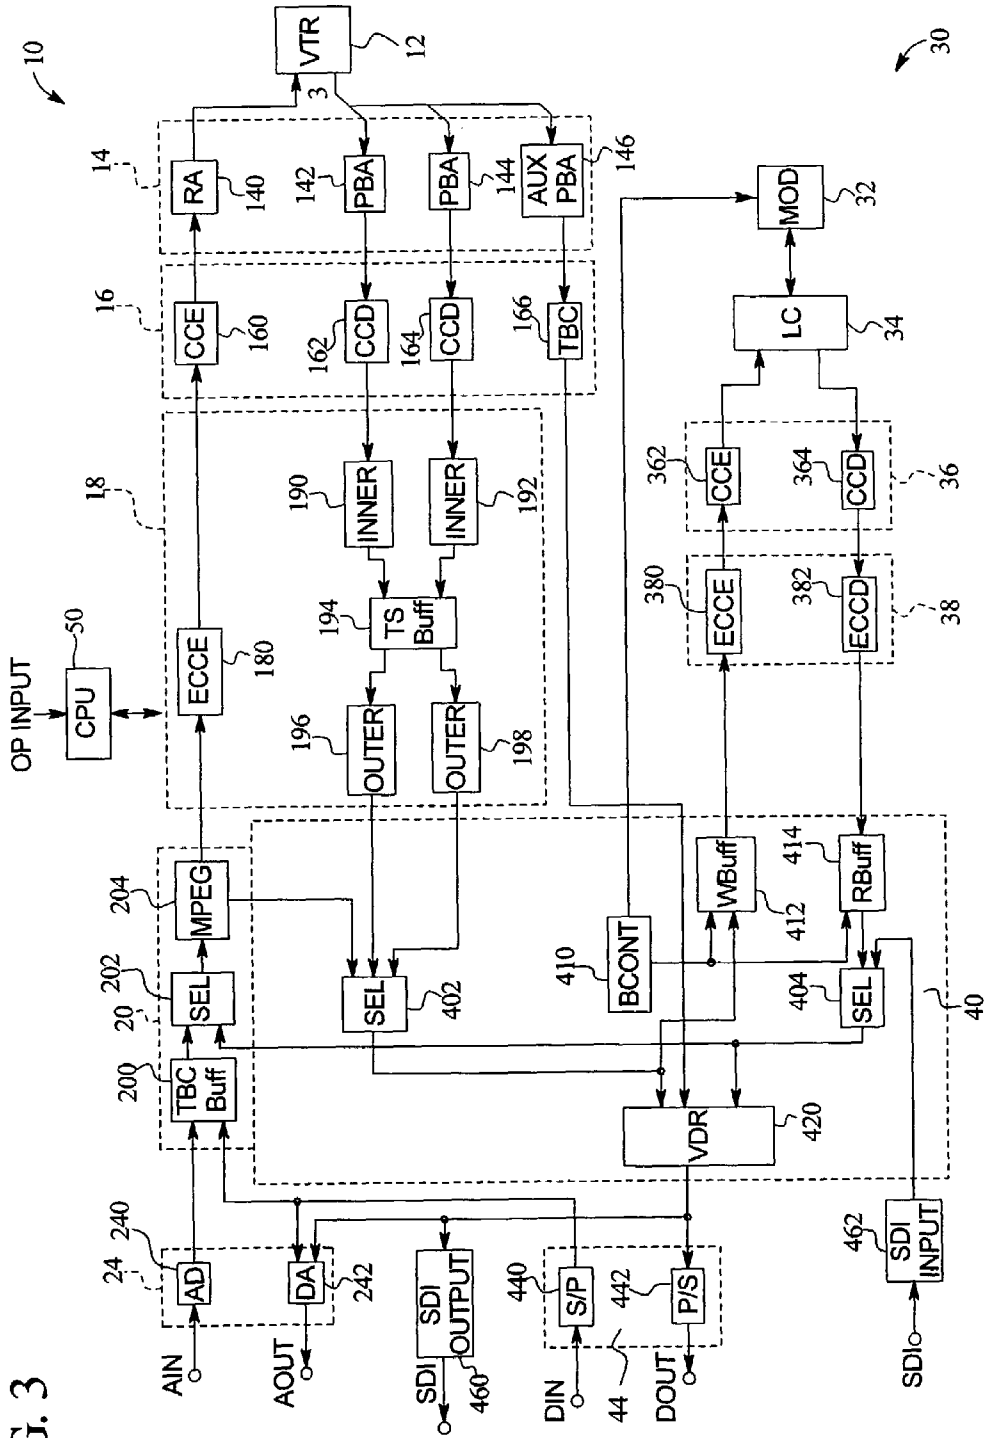 G. 3
10
30
OP INPUT
50
CPU
AIN
240
24
AD
200
TBC
Buff
20
202
SEL
204
MPEG
18
ECCE
180
16
CCE
160
14
RA
140
VTR
12
3
AOUT
DA
242
SEL
402
196
OUTER
OUTER
198
194
TS
Buff
190
INNER
INNER
192
162
CCD
164
CCD
142
PBA
PBA
144
AUX
PBA
146
166
TBC
SDI
SDI
OUTPUT
460
DIN
440
S/P
44
442
P/S
DOUT
VDR
420
410
BCONT
WBuff
412
414
RBuff
404
SEL
40
380
ECCE
382
ECCD
38
362
CCE
364
CCD
36
LC
34
MOD
32
SDI
462
SDI
INPUT